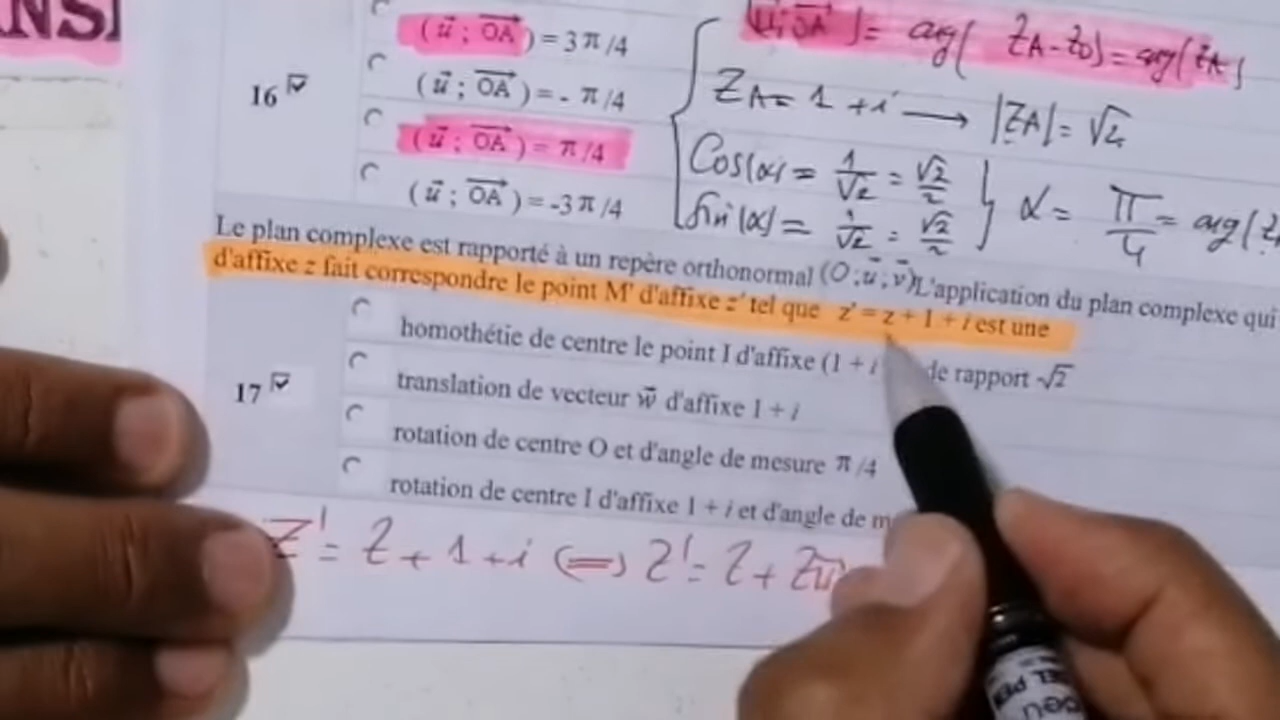 NS
(u⃗ ; OA⃗) = 3π/4
(u⃗ ; OA⃗) = - π/4
16
(u⃗ ; OA⃗) = π/4
(u⃗ ; OA⃗) = -3π/4
u⃗; OA⃗) = arg( ZA - Z0) = arg(ZA)
ZA = 1 + i → |ZA| = √2
Cos(α) = 1/√2 = √2/2
Sin(α) = 1/√2 = √2/2
α = π/4 = arg(Z
Le plan complexe est rapporté à un repère orthonormal (O ; u⃗ ; v⃗) L'application du plan complexe qui
d'affixe z fait correspondre le point M' d'affixe z' tel que z' = z + 1 + i est une
homothétie de centre le point I d'affixe (1 + i de rapport √2
17
translation de vecteur w⃗ d'affixe 1 + i
rotation de centre O et d'angle de mesure π/4
rotation de centre I d'affixe 1 + i et d'angle de m
Z' = Z + 1 + i ⟺ Z' = Z + Zu⃗